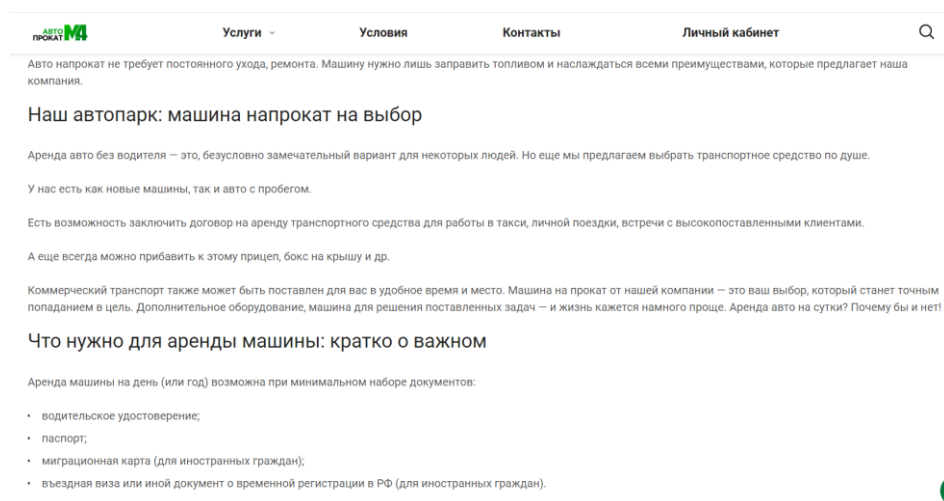 АВТО
ПРОКАТ М4
Услуги Условия Контакты Личный кабинет
Авто напрокат не требует постоянного ухода, ремонта. Машину нужно лишь заправить топливом и наслаждаться всеми преимуществами, которые предлагает наша
компания.
Наш автопарк: машина напрокат на выбор
Аренда авто без водителя — это, безусловно замечательный вариант для некоторых людей. Но еще мы предлагаем выбрать транспортное средство по душе.
У нас есть как новые машины, так и авто с пробегом.
Есть возможность заключить договор на аренду транспортного средства для работы в такси, личной поездки, встречи с высокопоставленными клиентами.
А еще всегда можно прибавить к этому прицеп, бокс на крышу и др.
Коммерческий транспорт также может быть поставлен для вас в удобное время и место. Машина на прокат от нашей компании — это ваш выбор, который станет точным
попаданием в цель. Дополнительное оборудование, машина для решения поставленных задач — и жизнь кажется намного проще. Аренда авто на сутки? Почему бы и нет!
Что нужно для аренды машины: кратко о важном
Аренда машины на день (или год) возможна при минимальном наборе документов:
• водительское удостоверение;
• паспорт;
• миграционная карта (для иностранных граждан);
• въездная виза или иной документ о временной регистрации в РФ (для иностранных граждан).